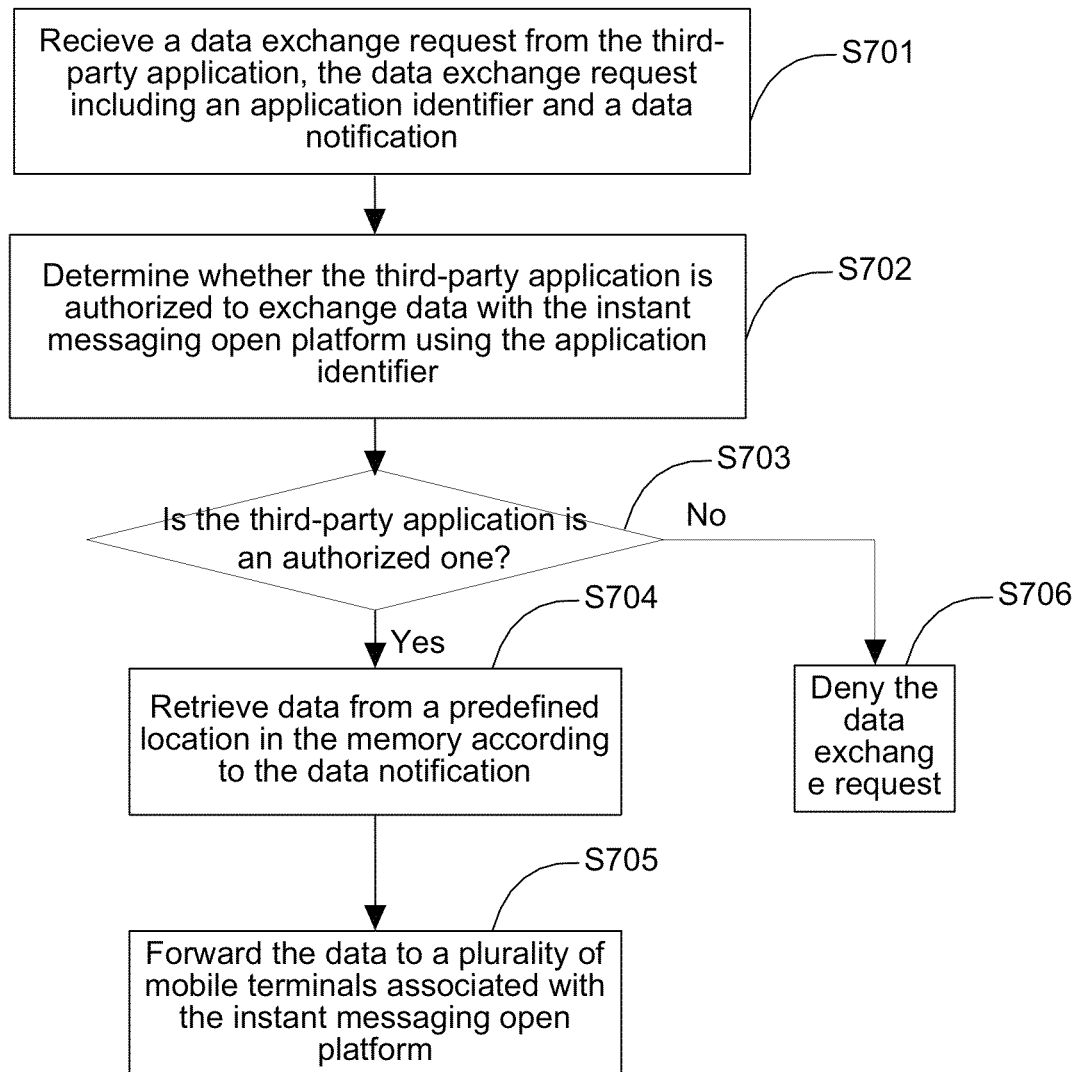 Recieve a data exchange request from the third-
party application, the data exchange request
including an application identifier and a data
notification
S701
Determine whether the third-party application is
authorized to exchange data with the instant
messaging open platform using the application
identifier
S702
S703
Is the third-party application is
an authorized one?
No
Yes
S704
Retrieve data from a predefined
location in the memory according
to the data notification
S706
Deny the
data
exchang
e request
S705
Forward the data to a plurality of
mobile terminals associated with
the instant messaging open
platform